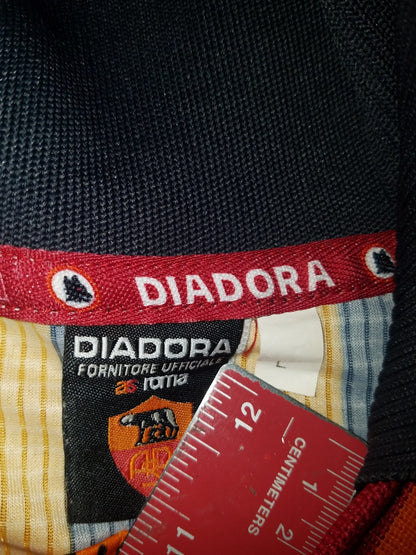 DIADORA
DIADORA
FORNITORE UFFICIALE
as roma
L
12
11
CENTIMETERS
1
2